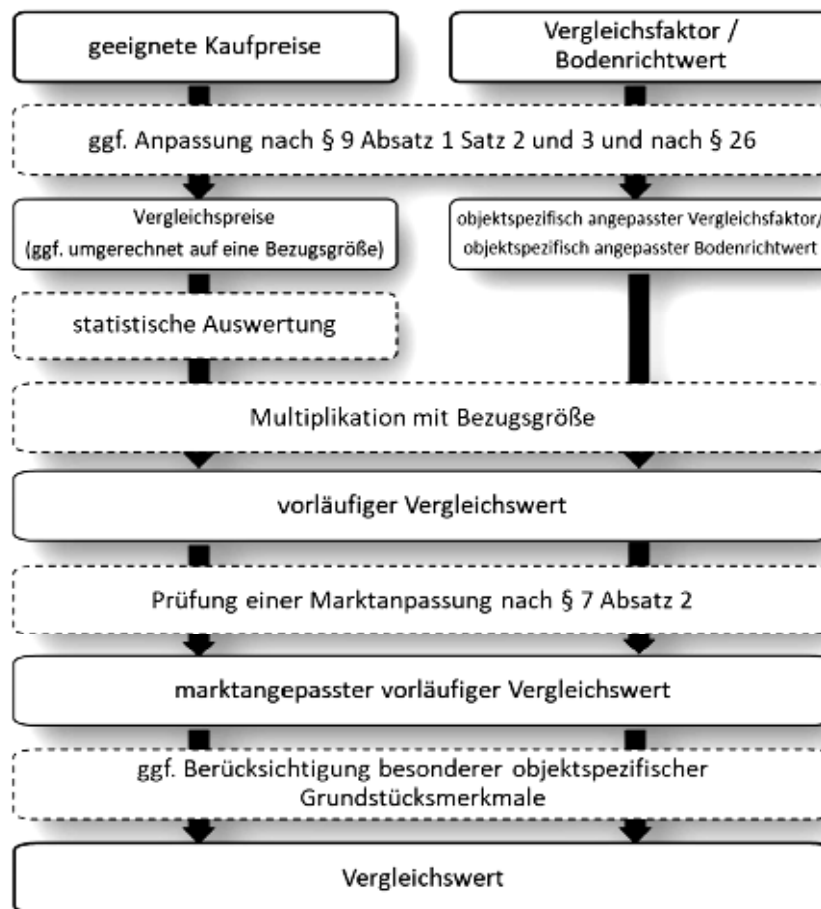 geeignete Kaufpreise
Vergleichsfaktor /
Bodenrichtwert
ggf. Anpassung nach § 9 Absatz 1 Satz 2 und 3 und nach § 26
Vergleichspreise
(ggf. umgerechnet auf eine Bezugsgröße)
objektspezifisch angepasster Vergleichsfaktor/
objektspezifisch angepasster Bodenrichtwert
statistische Auswertung
Multiplikation mit Bezugsgröße
vorläufiger Vergleichswert
Prüfung einer Marktanpassung nach § 7 Absatz 2
marktangepasster vorläufiger Vergleichswert
ggf. Berücksichtigung besonderer objektspezifischer
Grundstücksmerkmale
Vergleichswert